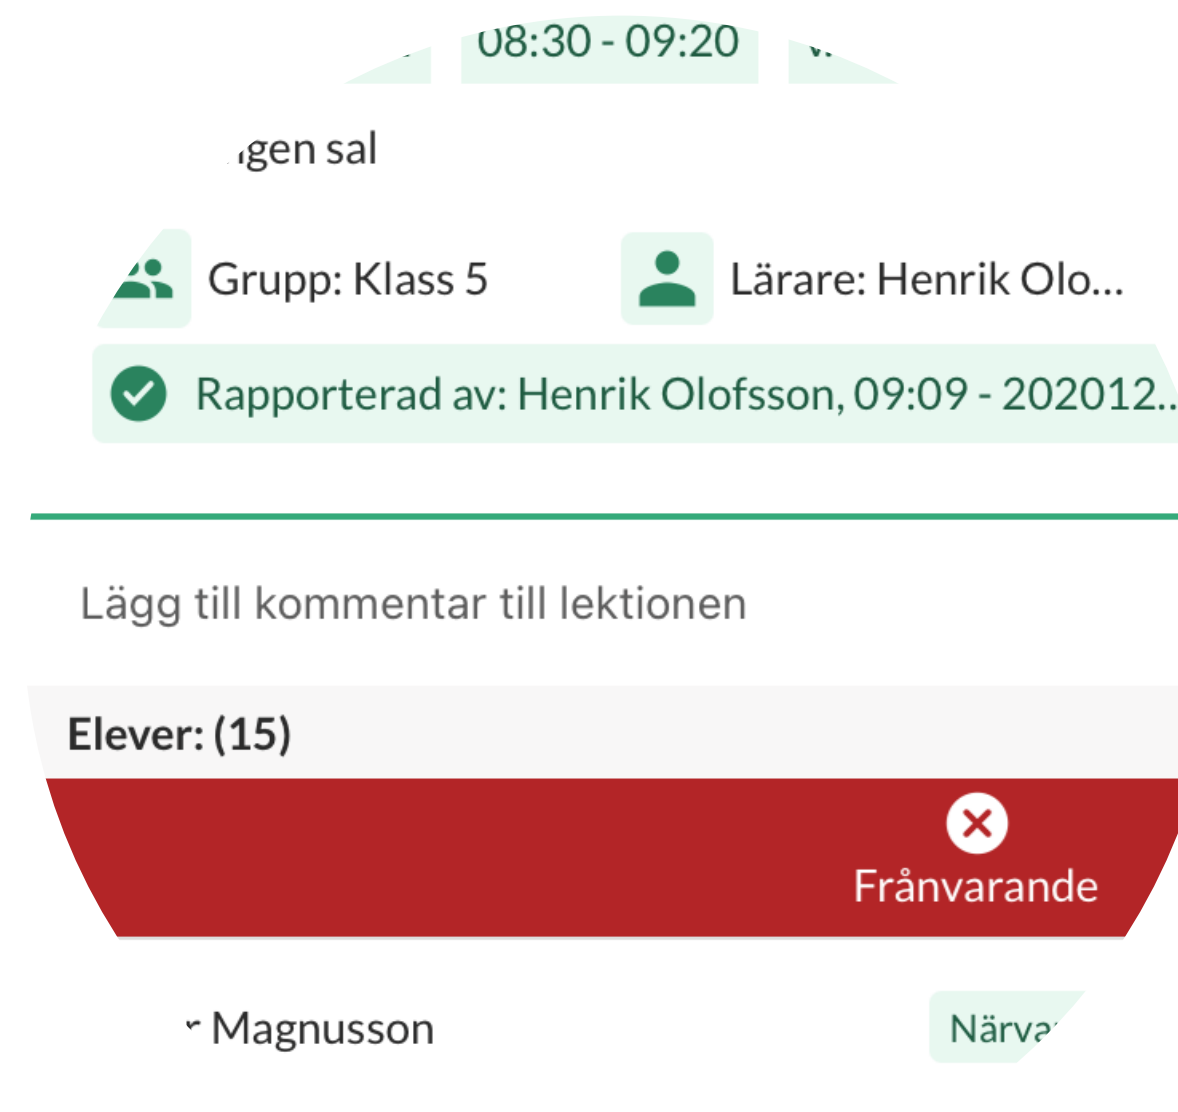 08:30 - 09:20
sal
Grupp: Klass 5
Lärare: Henrik Olo...
Rapporterad av: Henrik Olofsson, 09:09 - 202012..
Lägg till kommentar till lektionen
Elever: (15)
Frånvarande
Magnusson